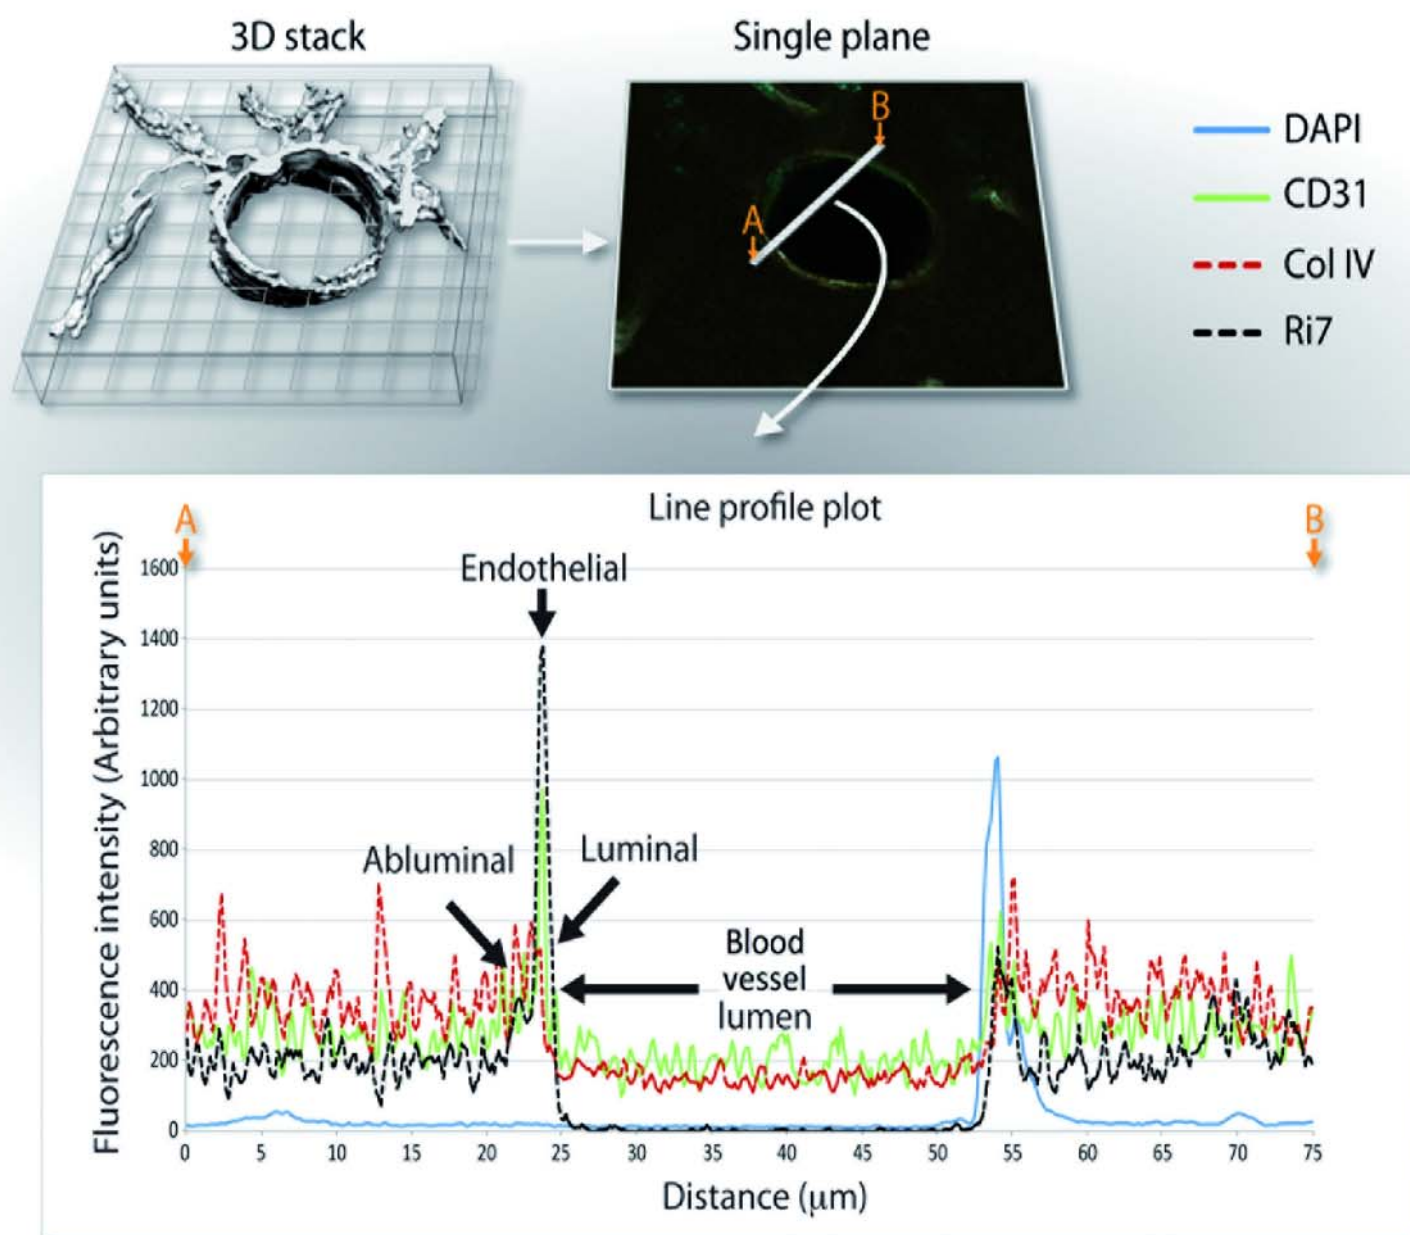 3D stack
Single plane
B
A
DAPI
CD31
Col IV
Ri7
Line profile plot
A
B
Fluorescence intensity (Arbitrary units)
1600
1400
1200
1000
800
600
400
200
0
Endothelial
Abluminal
Luminal
Blood
vessel
lumen
0 5 10 15 20 25 30 35 40 45 50 55 60 65 70 75
Distance (μm)